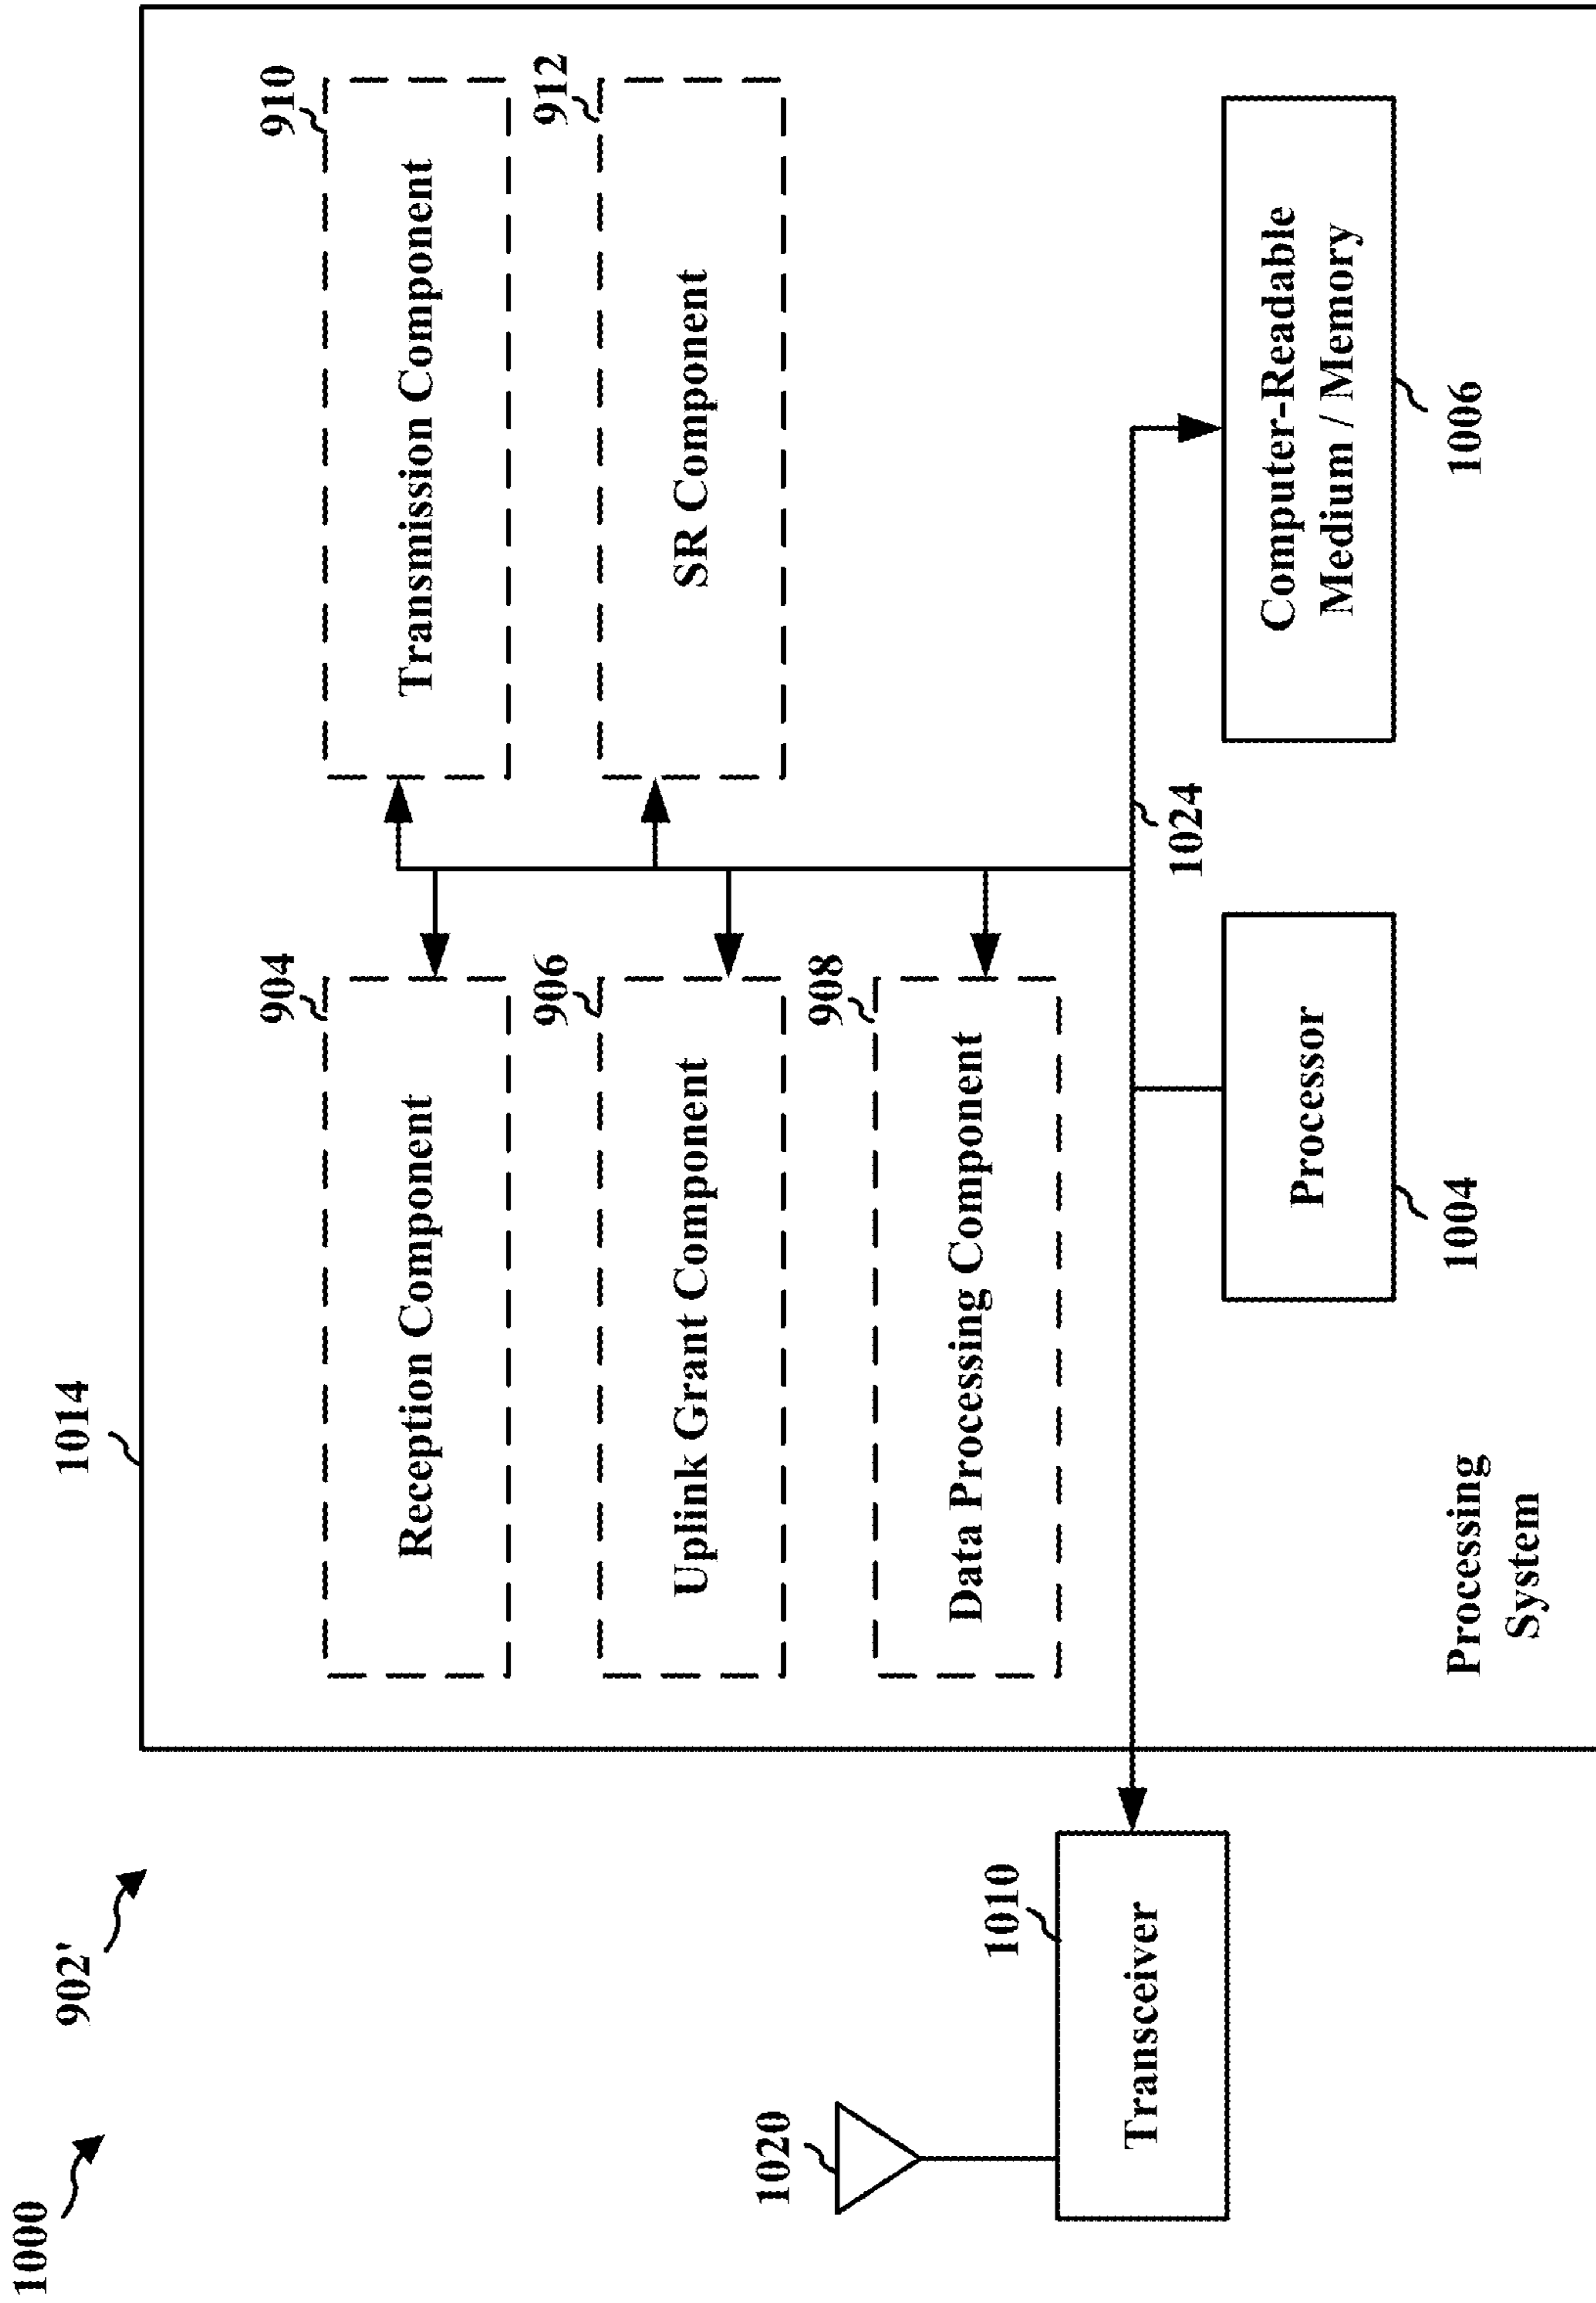 1000
902'
1014
904
Reception Component
910
Transmission Component
906
Uplink Grant Component
912
SR Component
908
Data Processing Component
1020
1010
Transceiver
1024
Processor
1004
Computer-Readable
Medium / Memory
1006
Processing
System